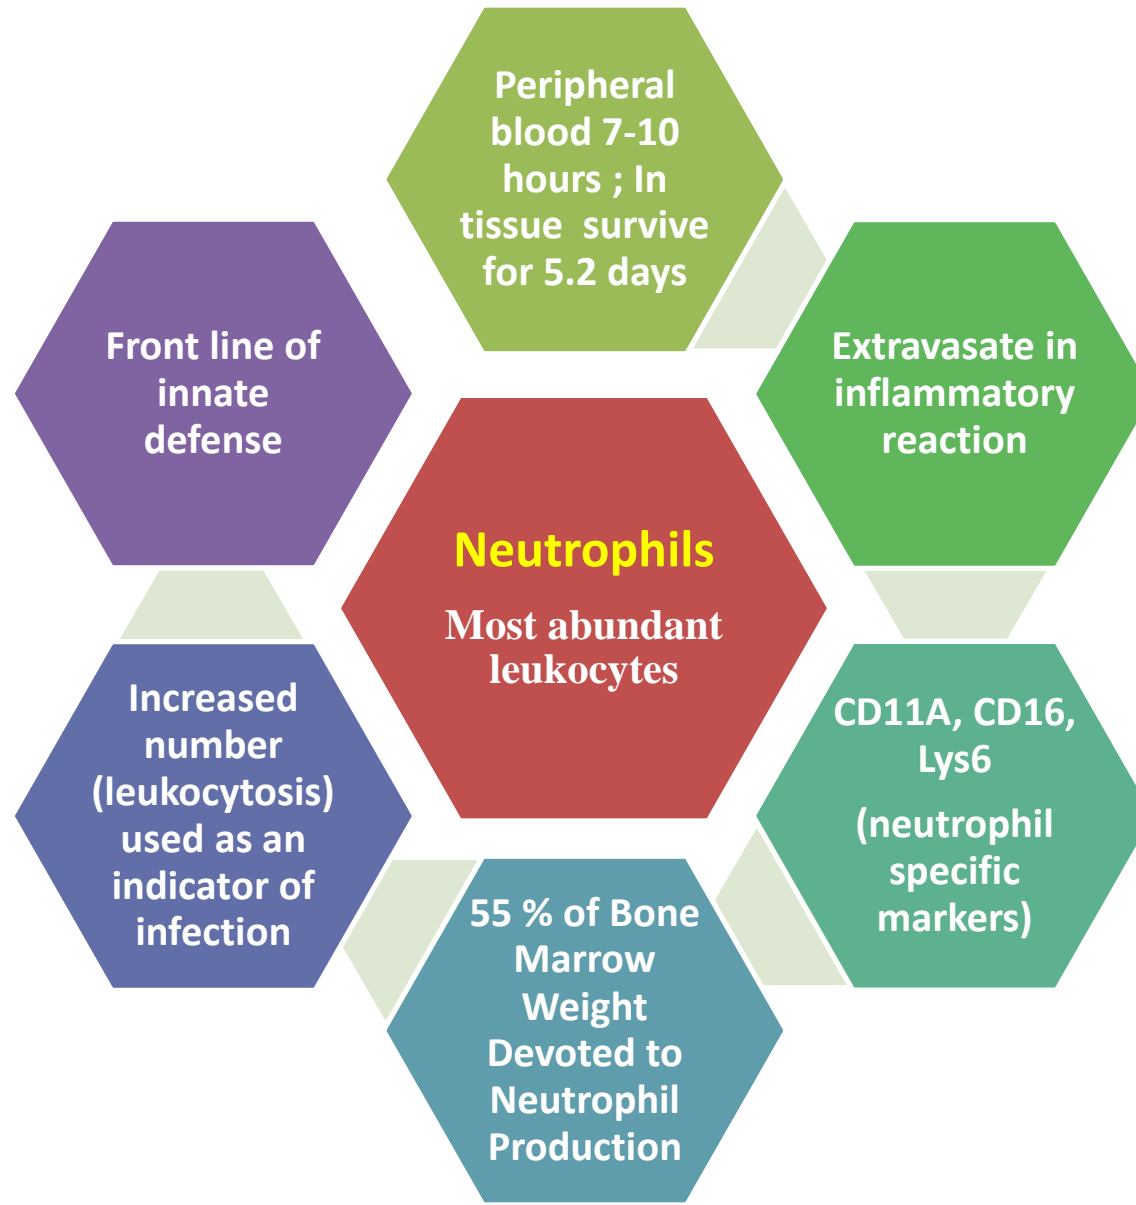 Peripheral
blood 7-10
hours ; In
tissue survive
for 5.2 days
Front line of
innate
defense
Extravasate in
inflammatory
reaction
Neutrophils
Most abundant
leukocytes
Increased
number
(leukocytosis)
used as an
indicator of
infection
CD11A, CD16,
Lys6
(neutrophil
specific
markers)
55 % of Bone
Marrow
Weight
Devoted to
Neutrophil
Production